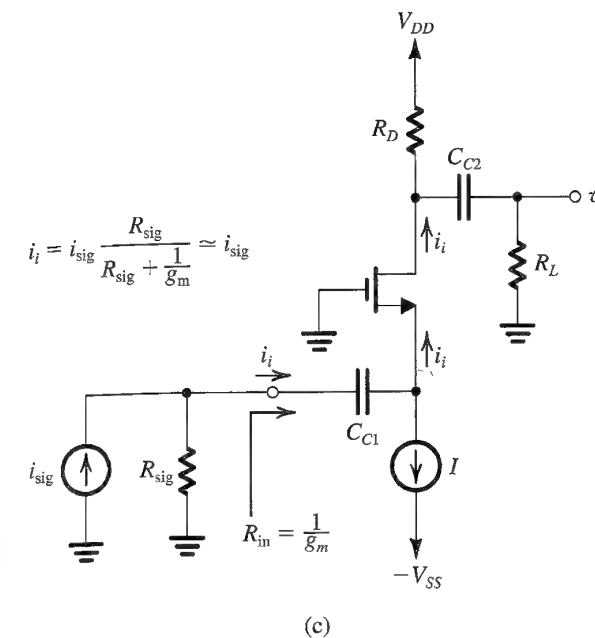 V_DD
R_D
C_C2
i_i
R_L
i_i = i_sig R_sig / (R_sig + 1/g_m) ≃ i_sig
i_i
i_i
C_C1
i_sig
R_sig
I
R_in = 1/g_m
−V_SS
(c)